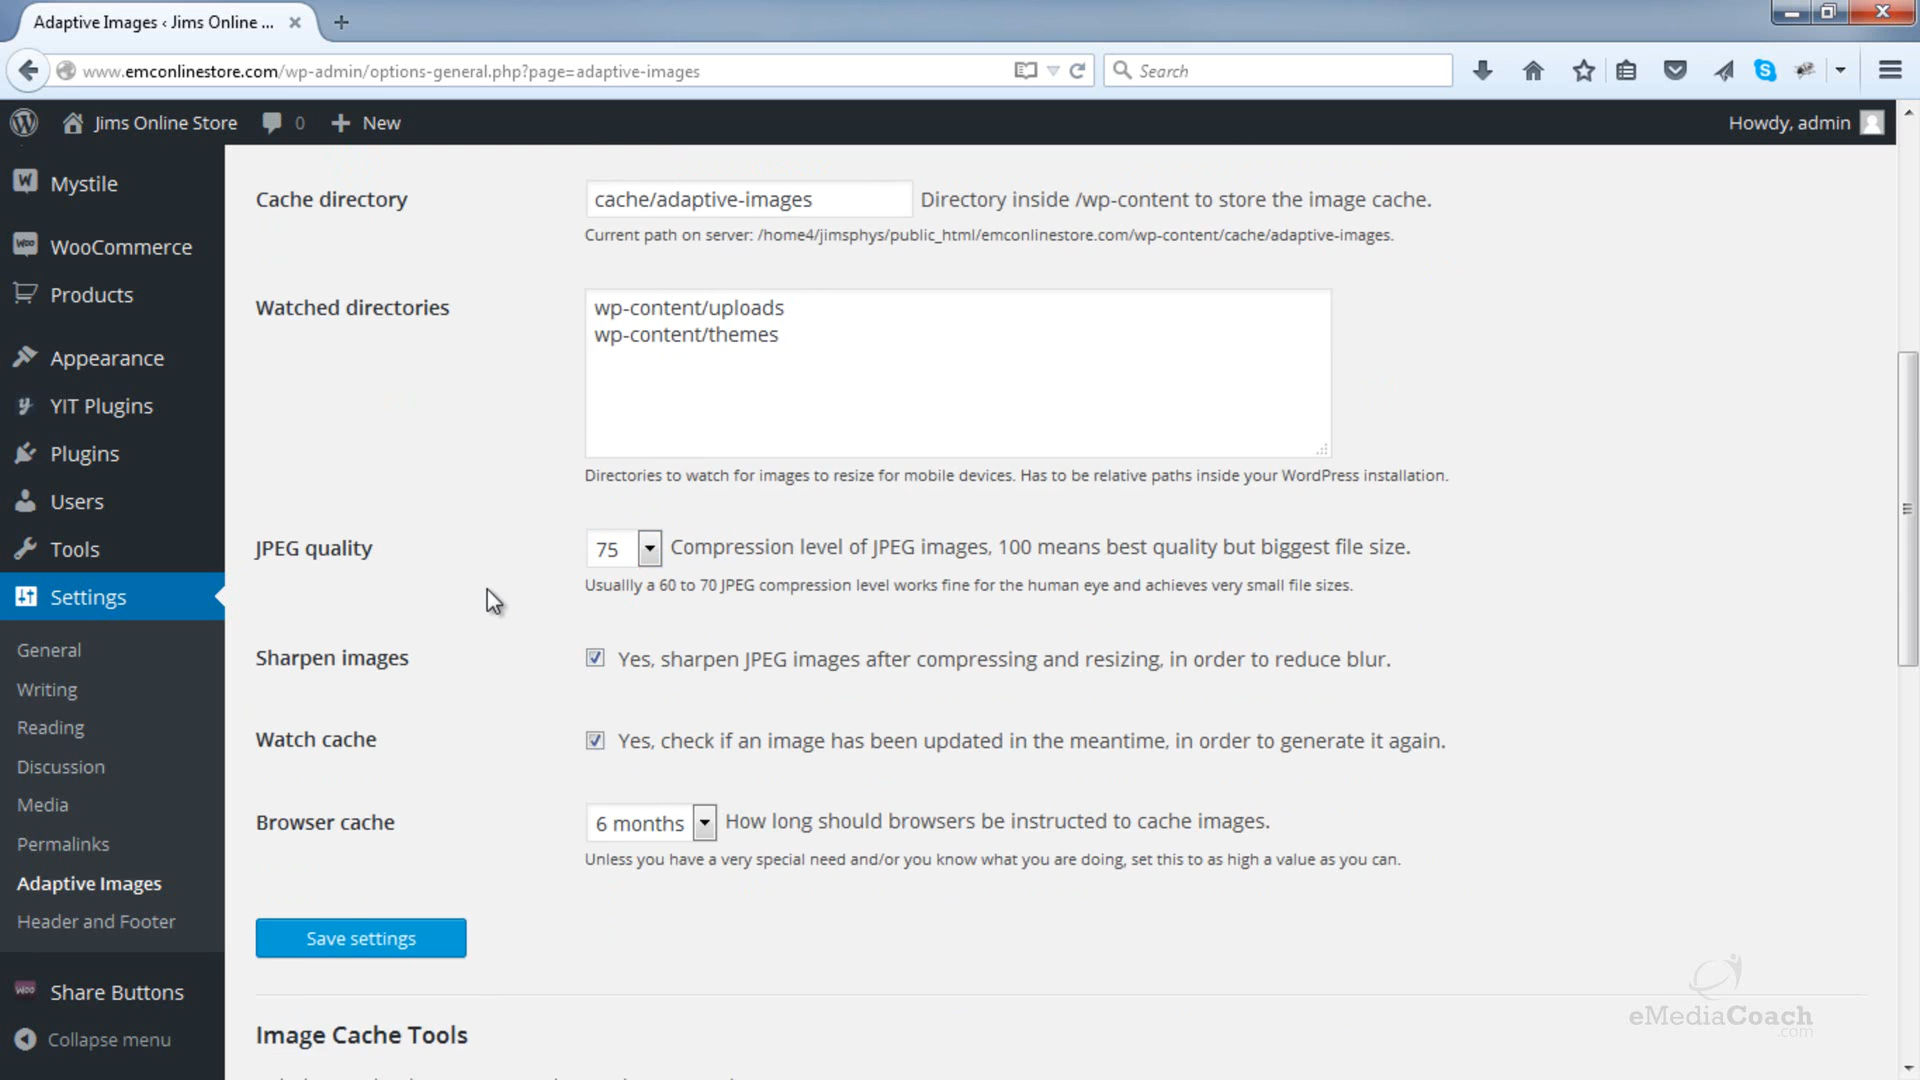 Adaptive Images ‹ Jims Online ...
www.emconlinestore.com/wp-admin/options-general.php?page=adaptive-images
Search
Jims Online Store
0
New
Howdy, admin
Mystile
WooCommerce
Products
Appearance
YIT Plugins
Plugins
Users
Tools
Settings
General
Writing
Reading
Discussion
Media
Permalinks
Adaptive Images
Header and Footer
Share Buttons
Collapse menu
Cache directory
cache/adaptive-images
Directory inside /wp-content to store the image cache.
Current path on server: /home4/jimsphys/public_html/emconlinestore.com/wp-content/cache/adaptive-images.
Watched directories
wp-content/uploads
wp-content/themes
Directories to watch for images to resize for mobile devices. Has to be relative paths inside your WordPress installation.
JPEG quality
75
Compression level of JPEG images, 100 means best quality but biggest file size.
Usuallly a 60 to 70 JPEG compression level works fine for the human eye and achieves very small file sizes.
Sharpen images
Yes, sharpen JPEG images after compressing and resizing, in order to reduce blur.
Watch cache
Yes, check if an image has been updated in the meantime, in order to generate it again.
Browser cache
6 months
How long should browsers be instructed to cache images.
Unless you have a very special need and/or you know what you are doing, set this to as high a value as you can.
Save settings
Image Cache Tools
eMediaCoach
.com